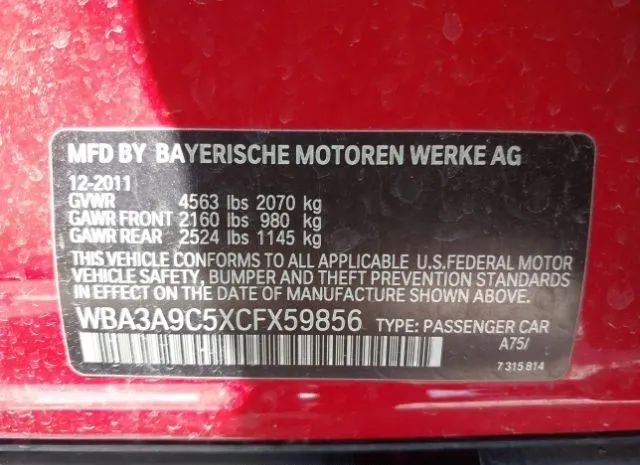 MFD BY BAYERISCHE MOTOREN WERKE AG
12-2011
GVWR 4563 lbs 2070 kg
GAWR FRONT 2160 lbs 980 kg
GAWR REAR 2524 lbs 1145 kg
THIS VEHICLE CONFORMS TO ALL APPLICABLE U.S.FEDERAL MOTOR
VEHICLE SAFETY, BUMPER AND THEFT PREVENTION STANDARDS
IN EFFECT ON THE DATE OF MANUFACTURE SHOWN ABOVE.
WBA3A9C5XCFX59856 TYPE: PASSENGER CAR
A75/
7 315 814